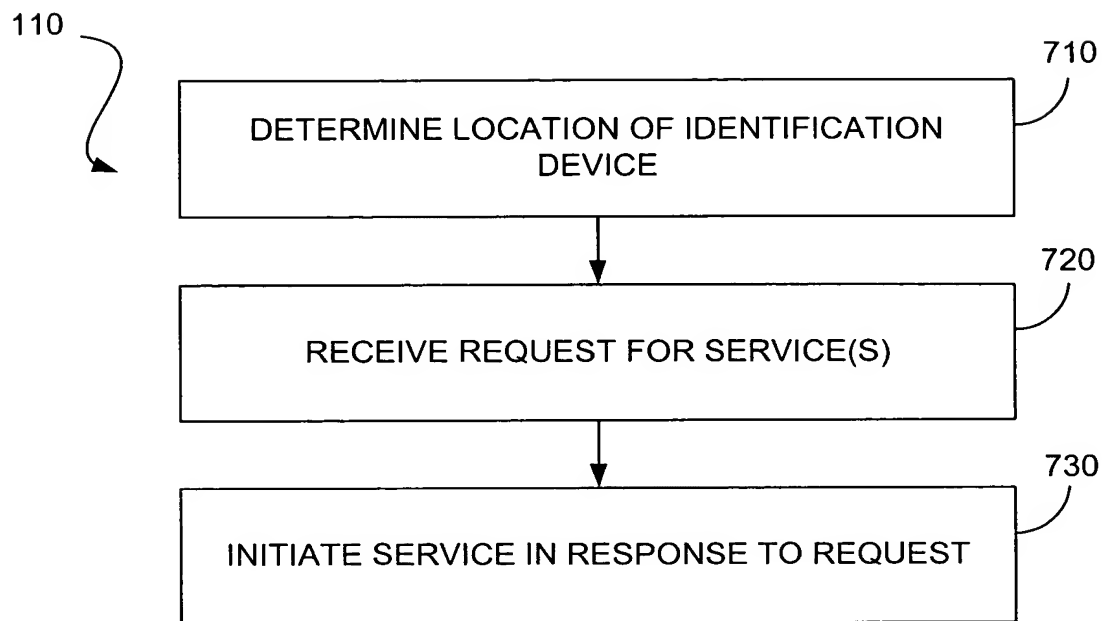 110
710
DETERMINE LOCATION OF IDENTIFICATION
DEVICE
720
RECEIVE REQUEST FOR SERVICE(S)
730
INITIATE SERVICE IN RESPONSE TO REQUEST